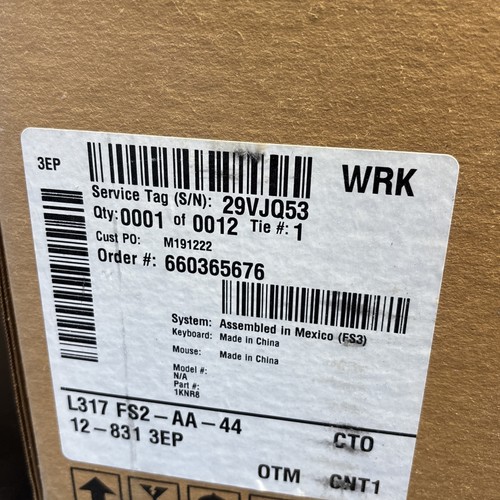 3EP
WRK
Service Tag (S/N): 29VJQ53
Qty: 0001 of 0012 Tie #: 1
Cust PO: M191222
Order #: 660365676
System: Assembled in Mexico (FS3)
Keyboard: Made in China
Mouse: Made in China
Model #:
N/A
Part #:
1KNR8
L317 FS2-AA-44
12-831 3EP
CTO
OTM CNT1